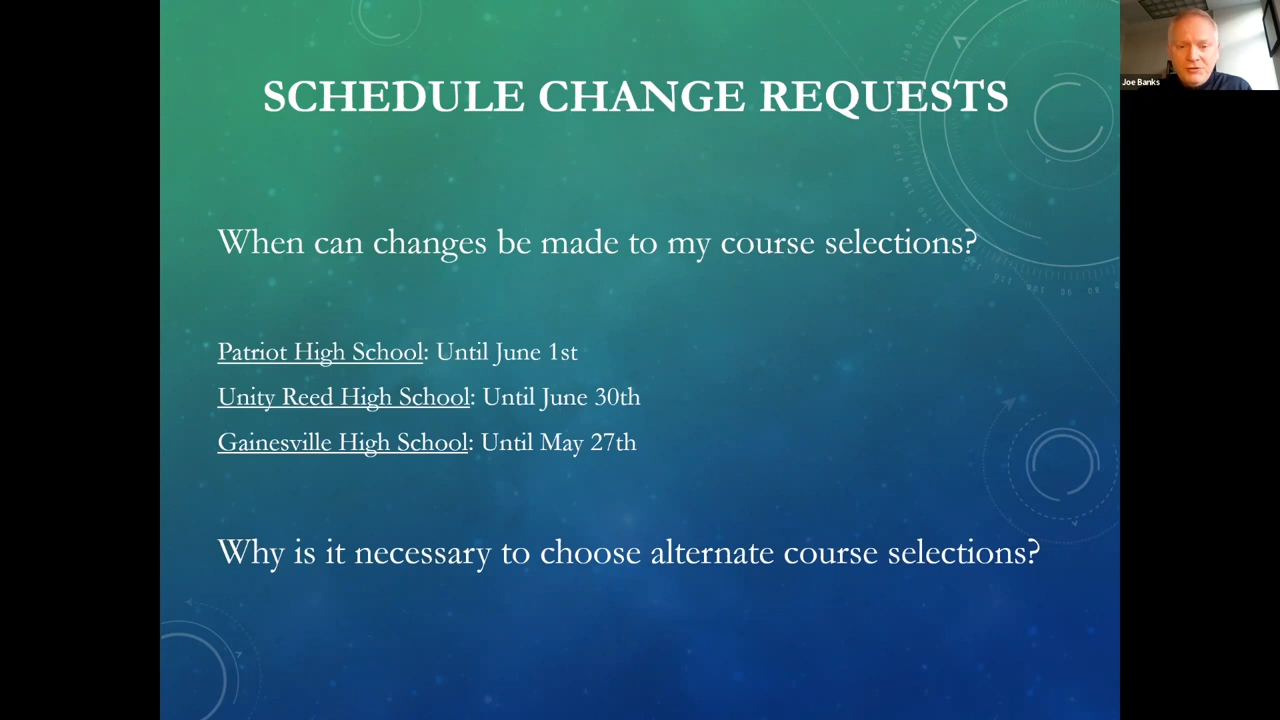 SCHEDULE CHANGE REQUESTS
Joe Banks
When can changes be made to my course selections?
Patriot High School: Until June 1st
Unity Reed High School: Until June 30th
Gainesville High School: Until May 27th
Why is it necessary to choose alternate course selections?